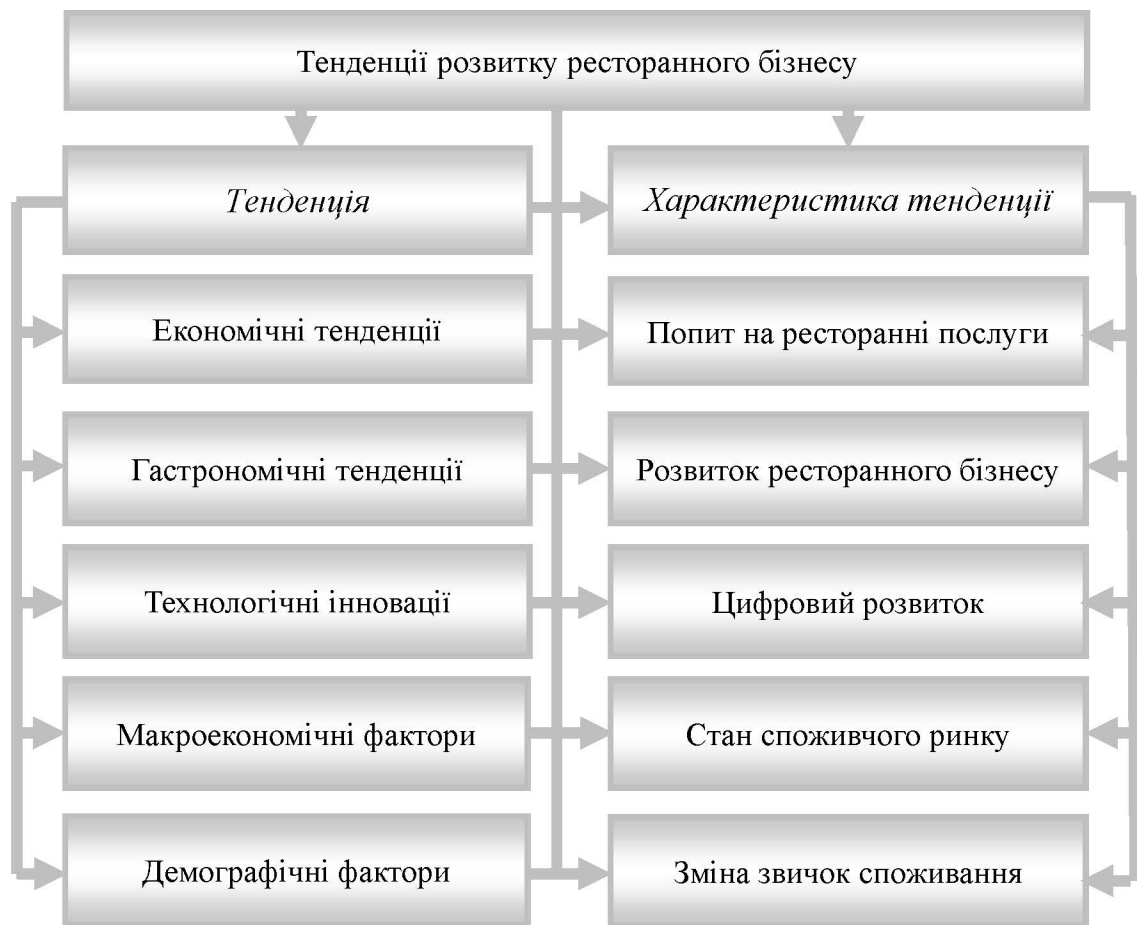 Тенденції розвитку ресторанного бізнесу
Тенденція
Характеристика тенденції
Економічні тенденції
Попит на ресторанні послуги
Гастрономічні тенденції
Розвиток ресторанного бізнесу
Технологічні інновації
Цифровий розвиток
Макроекономічні фактори
Стан споживчого ринку
Демографічні фактори
Зміна звичок споживання